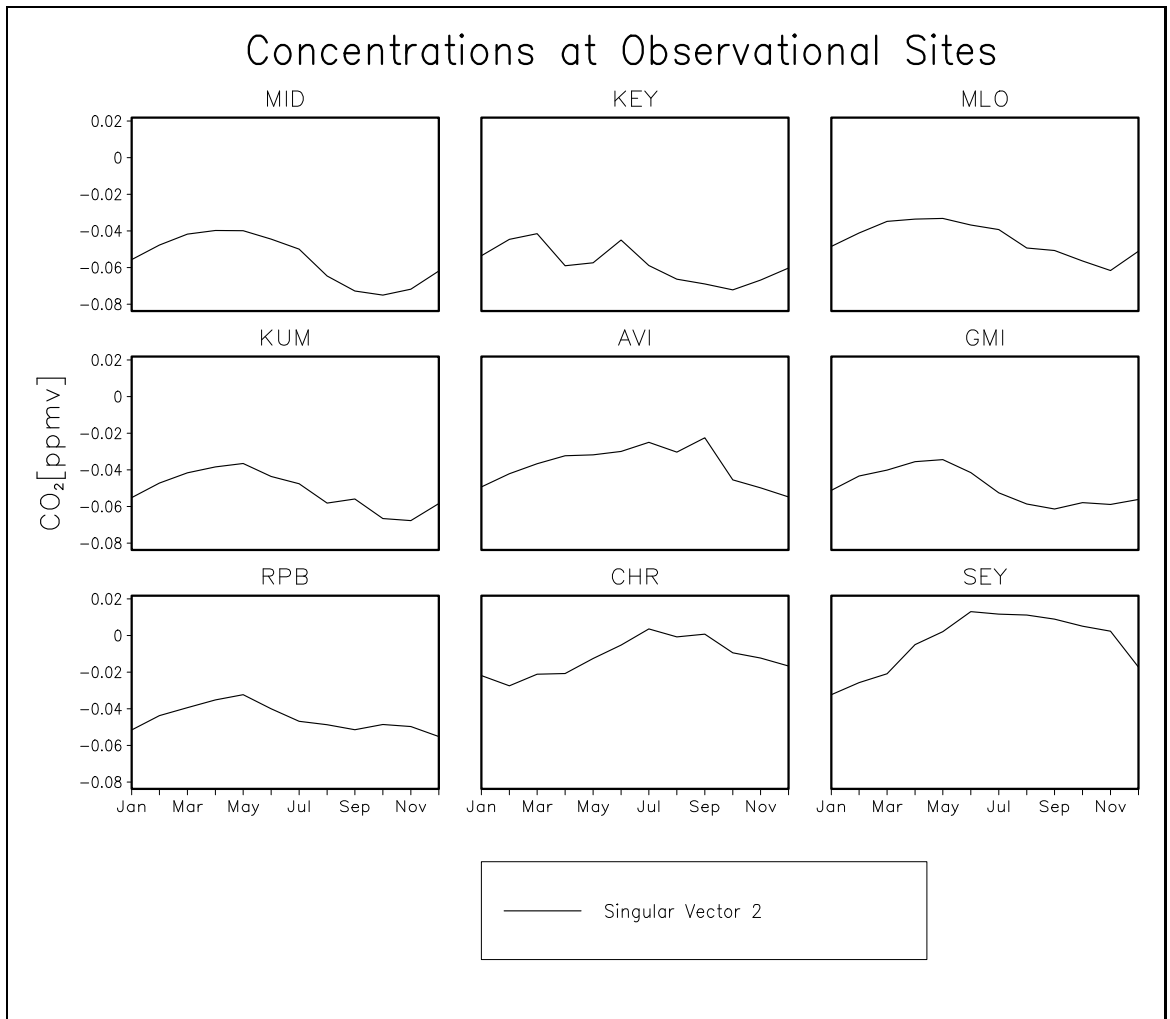 Concentrations at Observational Sites
MID KEY MLO
0.02
0
−0.02
−0.04
−0.06
−0.08
KUM AVI GMI
CO₂[ppmv]
0.02
0
−0.02
−0.04
−0.06
−0.08
RPB CHR SEY
0.02
0
−0.02
−0.04
−0.06
−0.08
Jan Mar May Jul Sep Nov Jan Mar May Jul Sep Nov Jan Mar May Jul Sep Nov
Singular Vector 2